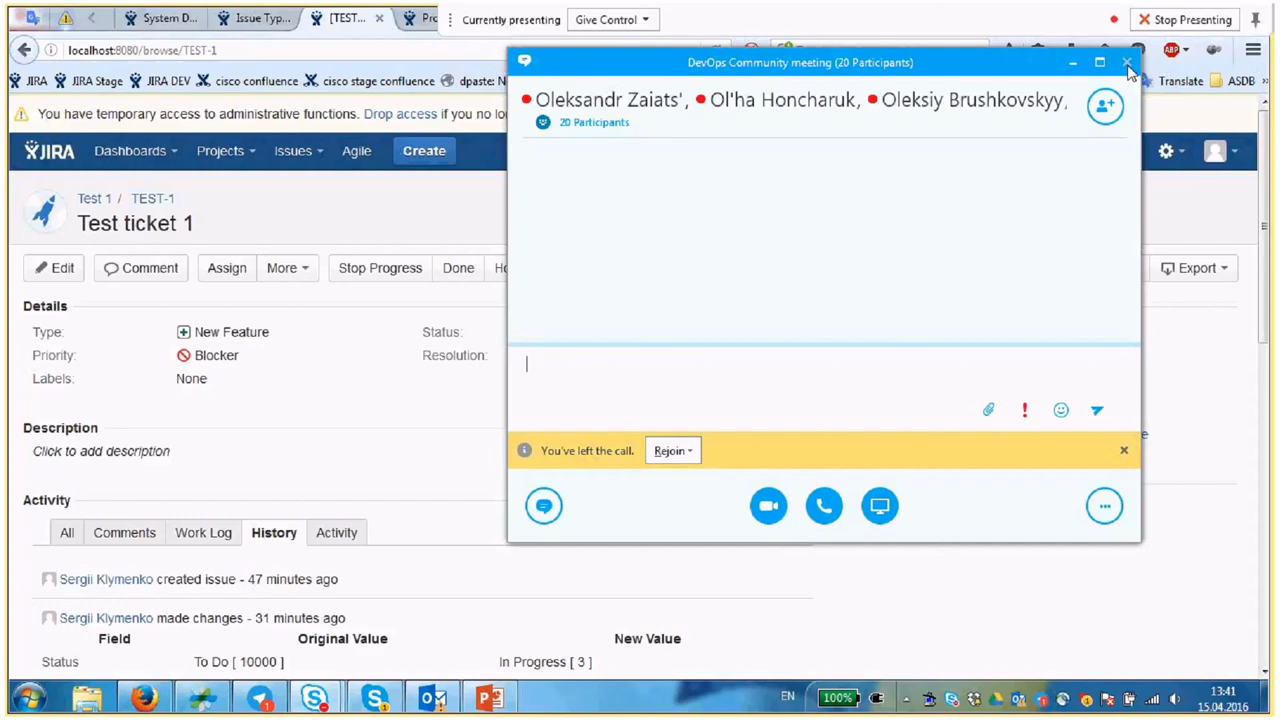 System D...
Issue Typ...
[TEST...
Pro
Currently presenting
Give Control
Stop Presenting
localhost:8080/browse/TEST-1
ABP
JIRA
JIRA Stage
JIRA DEV
cisco confluence
cisco stage confluence
dpaste: N
Translate
ASDB
DevOps Community meeting (20 Participants)
Oleksandr Zaiats', Ol'ha Honcharuk, Oleksiy Brushkovskyy,
20 Participants
You have temporary access to administrative functions. Drop access if you no lon
JIRA
Dashboards
Projects
Issues
Agile
Create
Test 1 / TEST-1
Test ticket 1
Edit
Comment
Assign
More
Stop Progress
Done
Export
Details
Type: New Feature
Status:
Priority: Blocker
Resolution:
Labels: None
Description
Click to add description
You've left the call.
Rejoin
Activity
All
Comments
Work Log
History
Activity
Sergii Klymenko created issue - 47 minutes ago
Sergii Klymenko made changes - 31 minutes ago
Field Original Value New Value
Status To Do [ 10000 ] In Progress [ 3 ]
EN
100%
13:41
15.04.2016